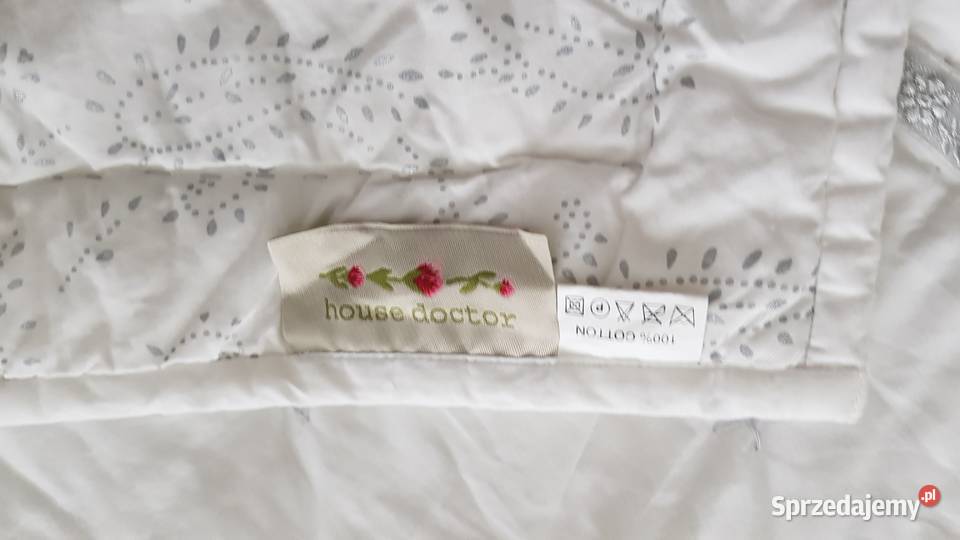 house doctor
100% COTTON
P
Sprzedajemy.pl